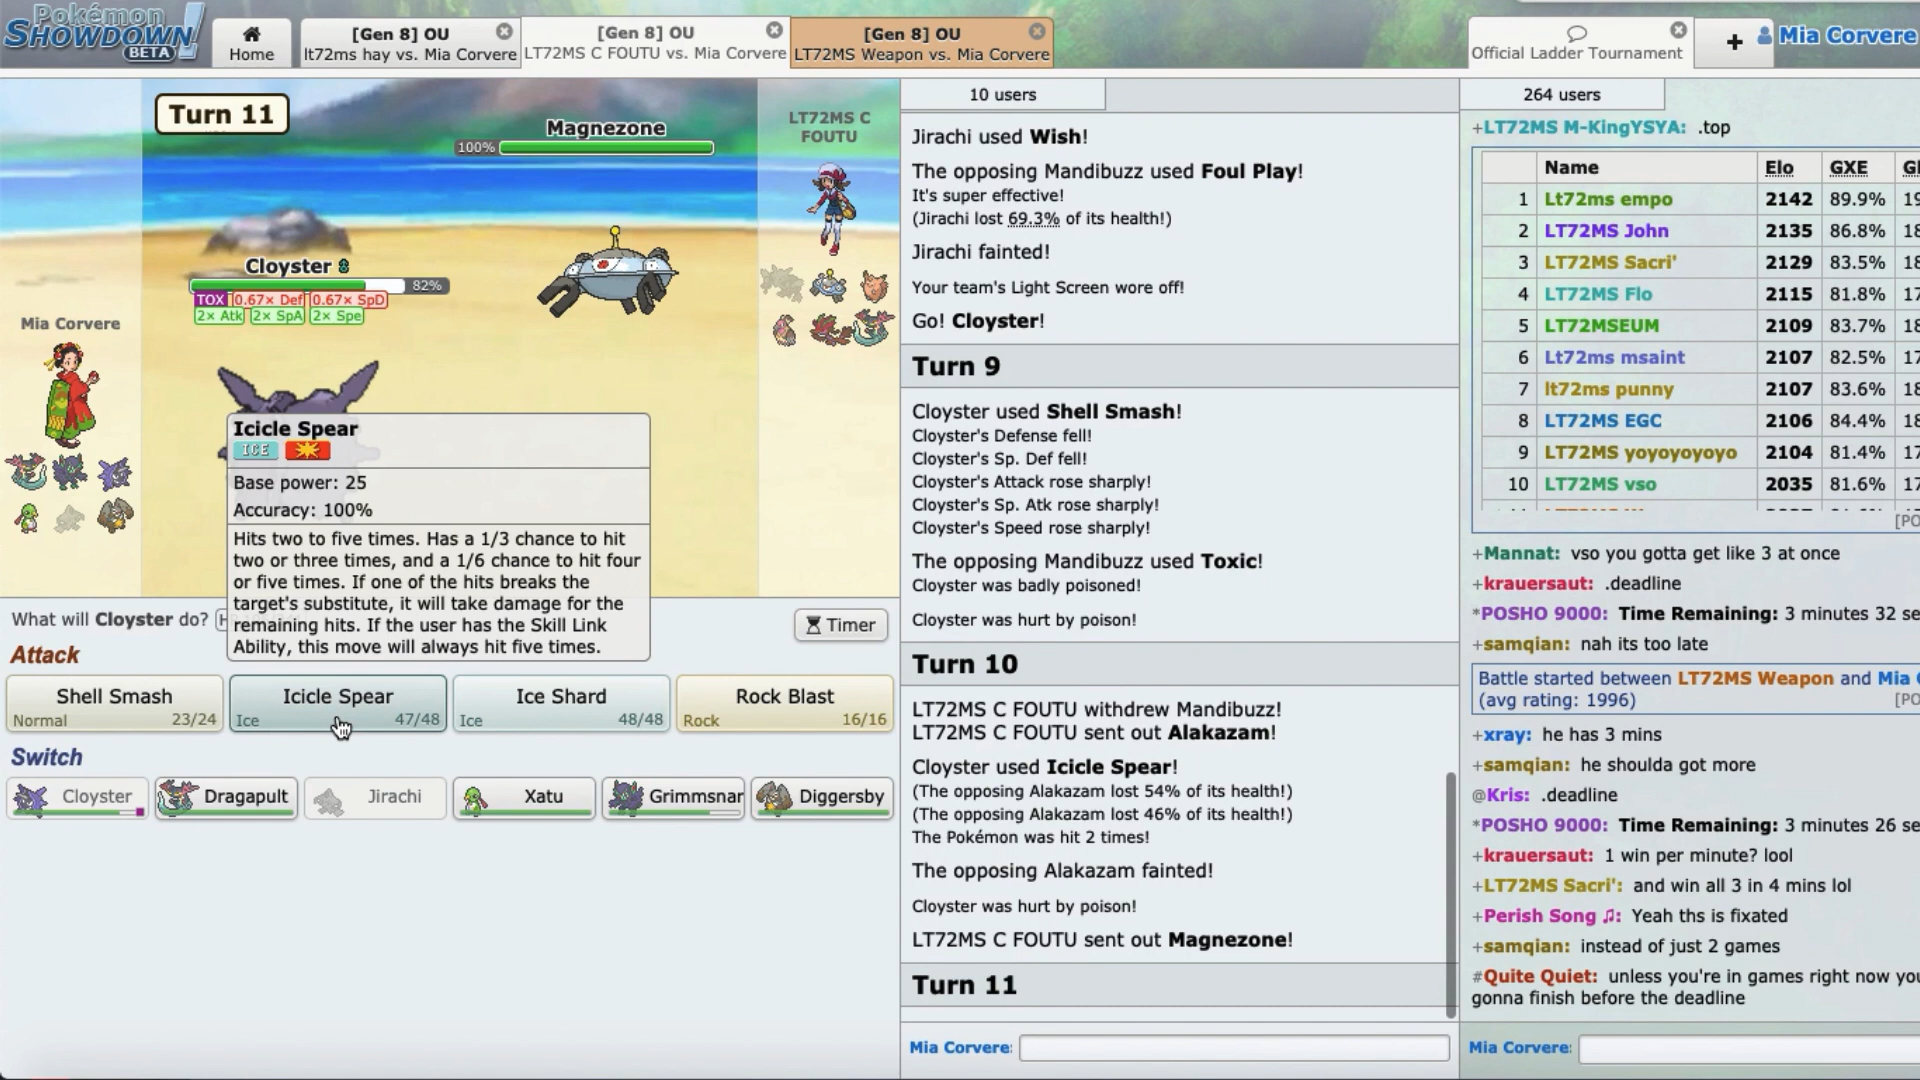 Pokémon
SHOWDOWN!
BETA
Home
[Gen 8] OU
lt72ms hay vs. Mia Corvere
[Gen 8] OU
LT72MS C FOUTU vs. Mia Corvere
[Gen 8] OU
LT72MS Weapon vs. Mia Corvere
Official Ladder Tournament
+
Mia Corvere
Turn 11
Magnezone
100%
LT72MS C
FOUTU
Cloyster
82%
TOX 0.67× Def 0.67× SpD
2× Atk 2× SpA 2× Spe
Mia Corvere
Icicle Spear
ICE
Base power: 25
Accuracy: 100%
Hits two to five times. Has a 1/3 chance to hit
two or three times, and a 1/6 chance to hit four
or five times. If one of the hits breaks the
target's substitute, it will take damage for the
remaining hits. If the user has the Skill Link
Ability, this move will always hit five times.
What will Cloyster do?
Timer
Attack
Shell Smash
Normal 23/24
Icicle Spear
Ice 47/48
Ice Shard
Ice 48/48
Rock Blast
Rock 16/16
Switch
Cloyster
Dragapult
Jirachi
Xatu
Grimmsnar
Diggersby
10 users
Jirachi used Wish!
The opposing Mandibuzz used Foul Play!
It's super effective!
(Jirachi lost 69.3% of its health!)
Jirachi fainted!
Your team's Light Screen wore off!
Go! Cloyster!
Turn 9
Cloyster used Shell Smash!
Cloyster's Defense fell!
Cloyster's Sp. Def fell!
Cloyster's Attack rose sharply!
Cloyster's Sp. Atk rose sharply!
Cloyster's Speed rose sharply!
The opposing Mandibuzz used Toxic!
Cloyster was badly poisoned!
Cloyster was hurt by poison!
Turn 10
LT72MS C FOUTU withdrew Mandibuzz!
LT72MS C FOUTU sent out Alakazam!
Cloyster used Icicle Spear!
(The opposing Alakazam lost 54% of its health!)
(The opposing Alakazam lost 46% of its health!)
The Pokémon was hit 2 times!
The opposing Alakazam fainted!
Cloyster was hurt by poison!
LT72MS C FOUTU sent out Magnezone!
Turn 11
Mia Corvere:
264 users
+LT72MS M-KingYSYA: .top
Name Elo GXE Gl
1 Lt72ms empo 2142 89.9% 19
2 LT72MS John 2135 86.8% 18
3 LT72MS Sacri' 2129 83.5% 18
4 LT72MS Flo 2115 81.8% 17
5 LT72MSEUM 2109 83.7% 18
6 Lt72ms msaint 2107 82.5% 17
7 lt72ms punny 2107 83.6% 18
8 LT72MS EGC 2106 84.4% 18
9 LT72MS yoyoyoyoyo 2104 81.4% 17
10 LT72MS vso 2035 81.6% 17
[PO
+Mannat: vso you gotta get like 3 at once
+krauersaut: .deadline
*POSHO 9000: Time Remaining: 3 minutes 32 se
+samqian: nah its too late
Battle started between LT72MS Weapon and Mia C
(avg rating: 1996) [PO
+xray: he has 3 mins
+samqian: he shoulda got more
@Kris: .deadline
*POSHO 9000: Time Remaining: 3 minutes 26 se
+krauersaut: 1 win per minute? lool
+LT72MS Sacri': and win all 3 in 4 mins lol
+Perish Song ♫: Yeah ths is fixated
+samqian: instead of just 2 games
#Quite Quiet: unless you're in games right now you
gonna finish before the deadline
Mia Corvere: